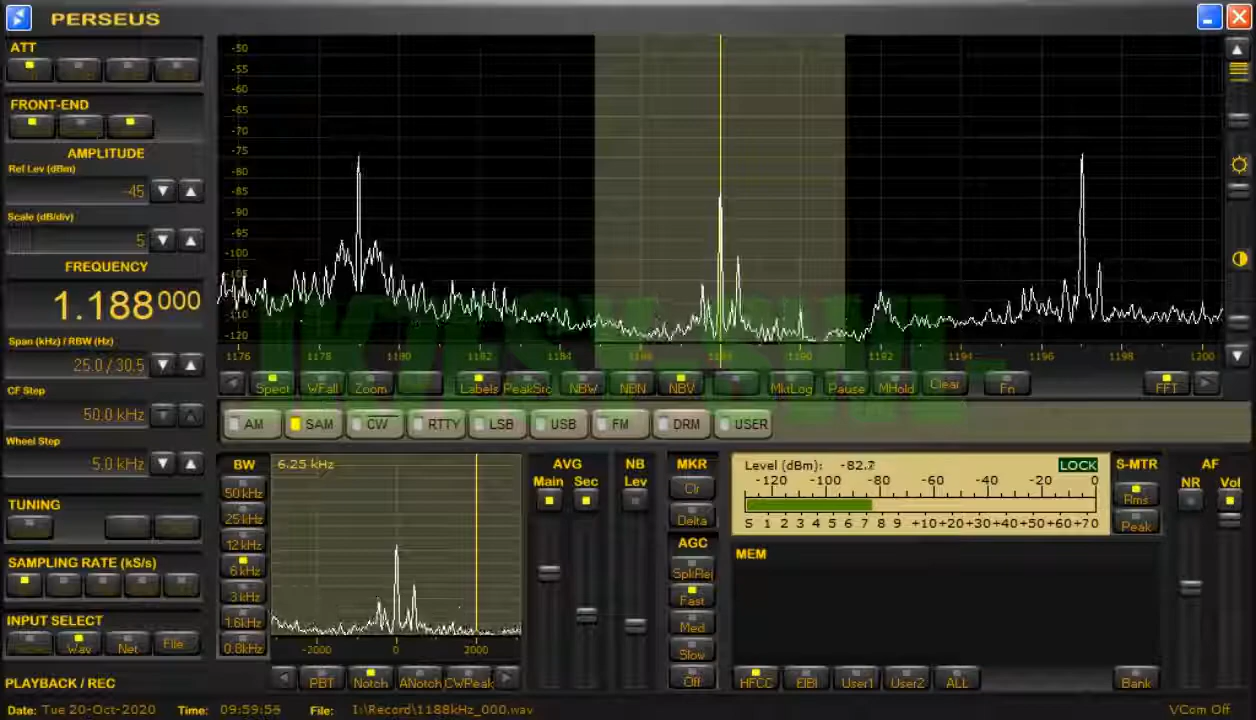 PERSEUS
ATT
FRONT-END
AMPLITUDE
Ref Lev (dBm)
-45
Scale (dB/div)
5
FREQUENCY
1.188000
Span (kHz) / RBW (Hz)
25.0 / 30.5
CF Step
50.0 kHz
Wheel Step
5.0 kHz
TUNING
SAMPLING RATE (kS/s)
INPUT SELECT
Wav Net File
PLAYBACK / REC
-50
-55
-60
-65
-70
-75
-80
-85
-90
-95
-100
-105
-110
-120
1176 1178 1180 1182 1184 1186 1188 1190 1192 1194 1196 1198 1200
Spect WFall Zoom Labels PeakSrc NBW NBN NBV MktLog Pause MHold Clear Fn FFT
AM SAM CW RTTY LSB USB FM DRM USER
BW
50 kHz
25 kHz
12 kHz
6 kHz
3 kHz
1.6kHz
0.8kHz
6.25 kHz
-2000 0 2000
PBT Notch ANotch CWPeak
AVG
Main Sec
NB
Lev
MKR
Clr
Delta
AGC
SplRej
Fast
Med
Slow
Off
Level (dBm): -82.7 LOCK
-120 -100 -80 -60 -40 -20 0
S 1 2 3 4 5 6 7 8 9 +10+20+30+40+50+60+70
S-MTR
Rms
Peak
AF
NR Vol
MEM
HFCC EIBI User1 User2 ALL Bank
Date: Tue 20-Oct-2020 Time: 09:59:56 File: I:\Record\1188kHz_000.wav VCom Off